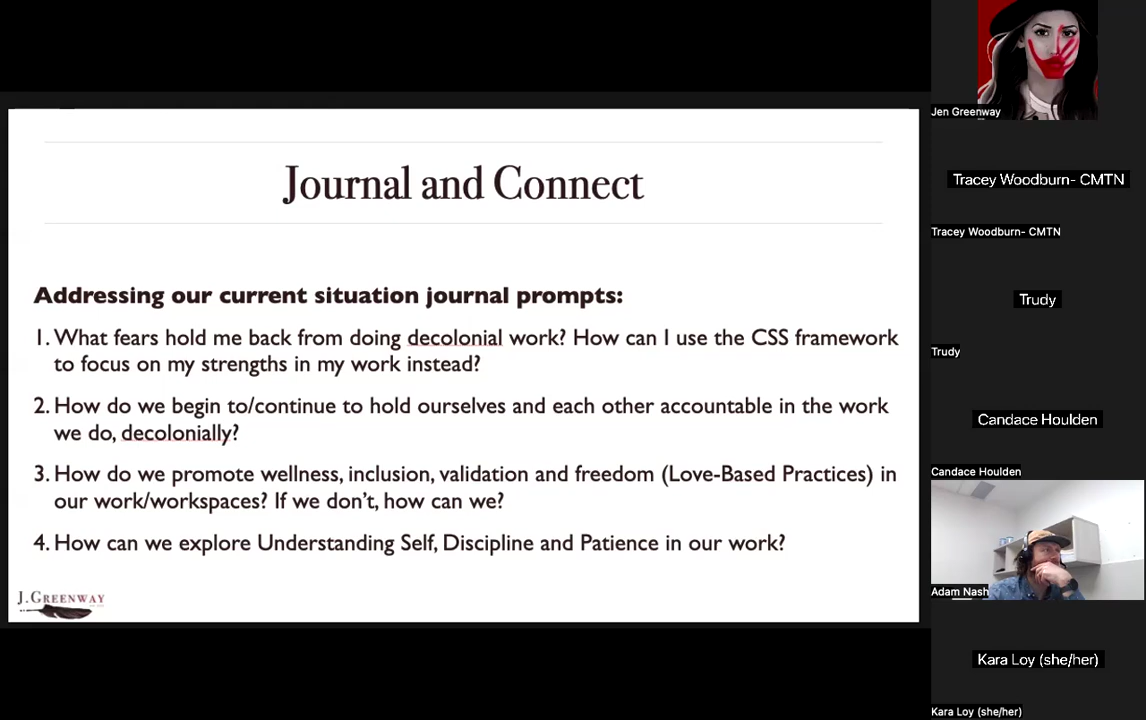 Journal and Connect
Addressing our current situation journal prompts:
1. What fears hold me back from doing decolonial work? How can I use the CSS framework
to focus on my strengths in my work instead?
2. How do we begin to/continue to hold ourselves and each other accountable in the work
we do, decolonially?
3. How do we promote wellness, inclusion, validation and freedom (Love-Based Practices) in
our work/workspaces? If we don't, how can we?
4. How can we explore Understanding Self, Discipline and Patience in our work?
J.Greenway
Jen Greenway
Tracey Woodburn- CMTN
Tracey Woodburn- CMTN
Trudy
Trudy
Candace Houlden
Candace Houlden
Adam Nash
Kara Loy (she/her)
Kara Loy (she/her)